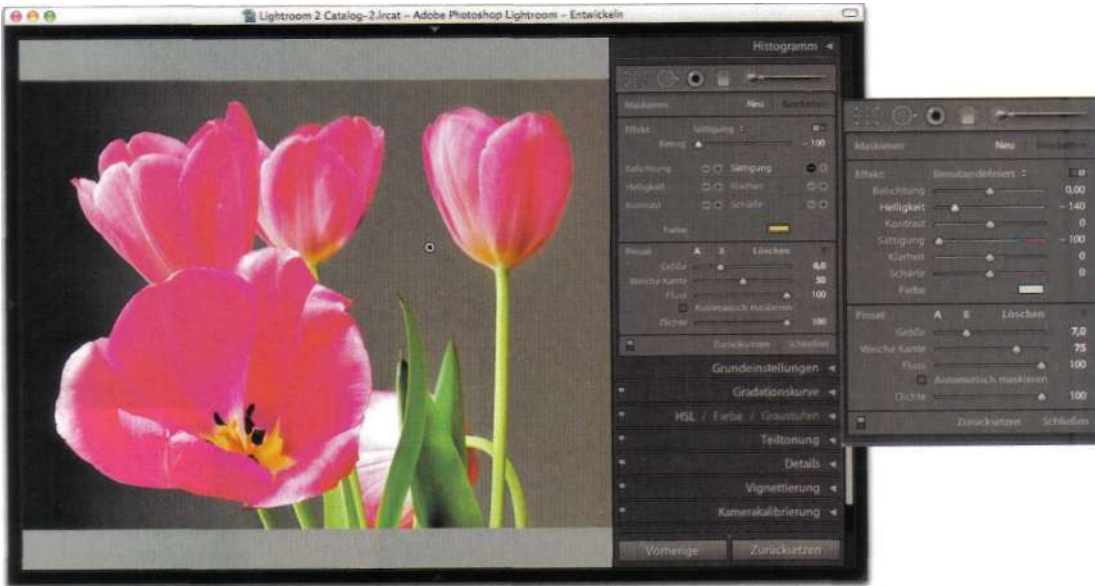 Lightroom 2 Catalog-2.lrcat – Adobe Photoshop Lightroom – Entwickeln
Histogramm
Maskieren: Neu Bearbeiten
Effekt: Sättigung
Betrag – 100
Belichtung Sättigung
Helligkeit Klarheit
Kontrast Schärfe
Farbe
Pinsel: A B Löschen
Größe 6,0
Weiche Kante 50
Fluss 100
Automatisch maskieren
Dichte 100
Zurücksetzen Schließen
Grundeinstellungen
Gradationskurve
HSL / Farbe / Graustufen
Teiltonung
Details
Vignettierung
Kamerakalibrierung
Vorherige Zurücksetzen
Maskieren: Neu Bearbeiten
Effekt: Benutzerdefiniert
Belichtung 0,00
Helligkeit – 140
Kontrast 0
Sättigung – 100
Klarheit 0
Schärfe 0
Farbe
Pinsel: A B Löschen
Größe 7,0
Weiche Kante 75
Fluss 100
Automatisch maskieren
Dichte 100
Zurücksetzen Schließen